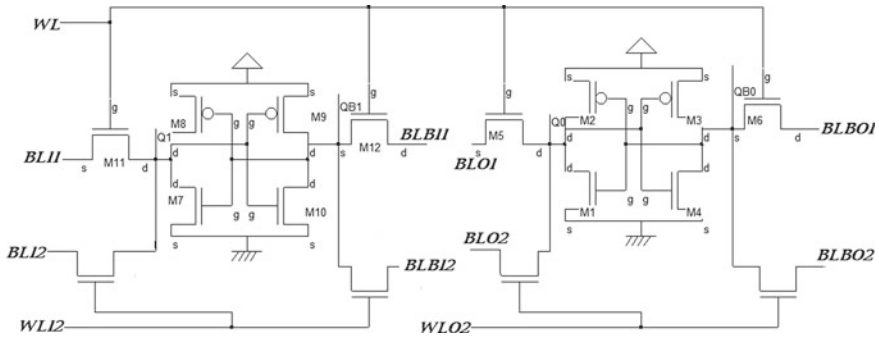 WL
s s s s
g g g g
M8 M9 QB1 M2 M3 QB0
Q1 g g M12 BLBI1 M5 Q0 g g M6 BLBO1
BLI1 s M11 d d d s d BLO1 s d d d s d
d d d d
M7 g g M10 M1 g g M4
s s s s
BLI2 BLBI2 BLO2 BLBO2
WLI2 WLO2